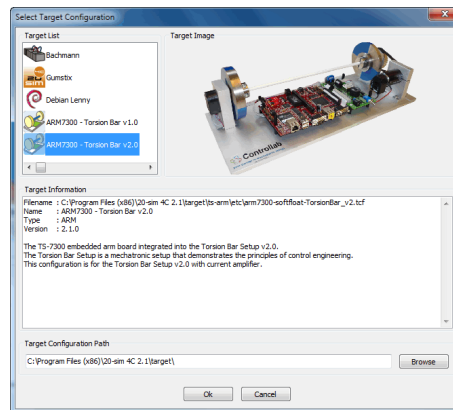 Select Target Configuration
Target List
Target Image
Bachmann
Gumstix
Debian Lenny
ARM7300 - Torsion Bar v1.0
ARM7300 - Torsion Bar v2.0
Controllab
Target Information
Filename : C:\Program Files (x86)\20-sim 4C 2.1\target\ts-arm\etc\arm7300-softfloat-TorsionBar_v2.tcf
Name : ARM7300 - Torsion Bar v2.0
Type : ARM
Version : 2.1.0
The TS-7300 embedded arm board integrated into the Torsion Bar Setup v2.0.
The Torsion Bar Setup is a mechatronic setup that demonstrates the principles of control engineering.
This configuration is for the Torsion Bar Setup v2.0 with current amplifier.
Target Configuration Path
C:\Program Files (x86)\20-sim 4C 2.1\target\
Browse
Ok
Cancel